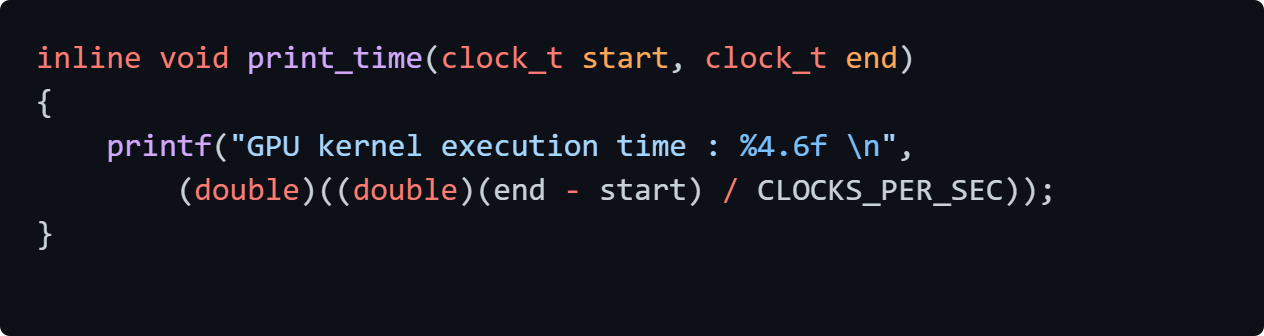 inline void print_time(clock_t start, clock_t end)
{
    printf("GPU kernel execution time : %4.6f \n",
        (double)((double)(end - start) / CLOCKS_PER_SEC));
}